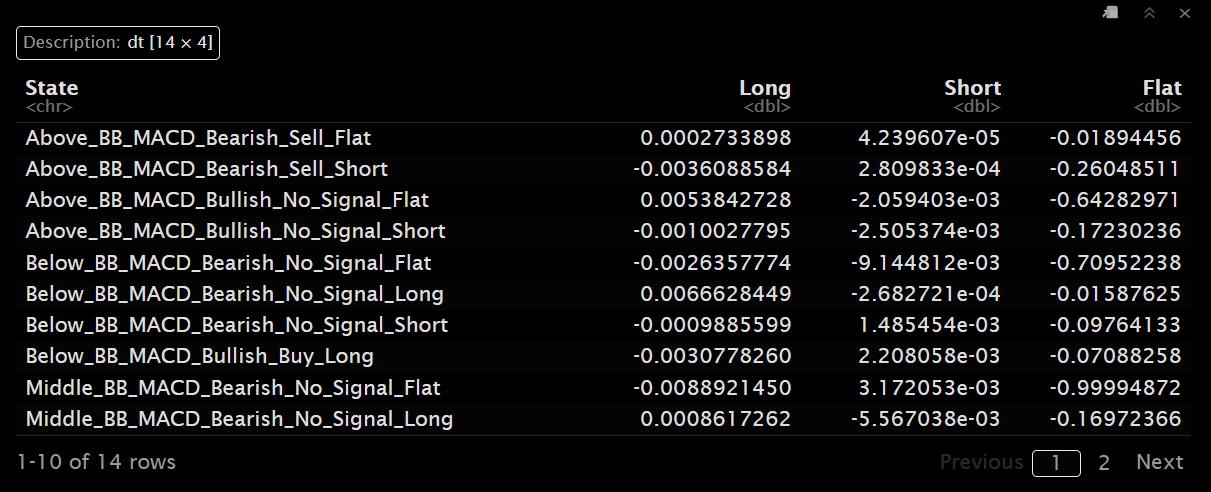 Description: dt [14 × 4]
State Long Short Flat
<chr> <dbl> <dbl> <dbl>
Above_BB_MACD_Bearish_Sell_Flat 0.0002733898 4.239607e-05 -0.01894456
Above_BB_MACD_Bearish_Sell_Short -0.0036088584 2.809833e-04 -0.26048511
Above_BB_MACD_Bullish_No_Signal_Flat 0.0053842728 -2.059403e-03 -0.64282971
Above_BB_MACD_Bullish_No_Signal_Short -0.0010027795 -2.505374e-03 -0.17230236
Below_BB_MACD_Bearish_No_Signal_Flat -0.0026357774 -9.144812e-03 -0.70952238
Below_BB_MACD_Bearish_No_Signal_Long 0.0066628449 -2.682721e-04 -0.01587625
Below_BB_MACD_Bearish_No_Signal_Short -0.0009885599 1.485454e-03 -0.09764133
Below_BB_MACD_Bullish_Buy_Long -0.0030778260 2.208058e-03 -0.07088258
Middle_BB_MACD_Bearish_No_Signal_Flat -0.0088921450 3.172053e-03 -0.99994872
Middle_BB_MACD_Bearish_No_Signal_Long 0.0008617262 -5.567038e-03 -0.16972366
1-10 of 14 rows Previous 1 2 Next